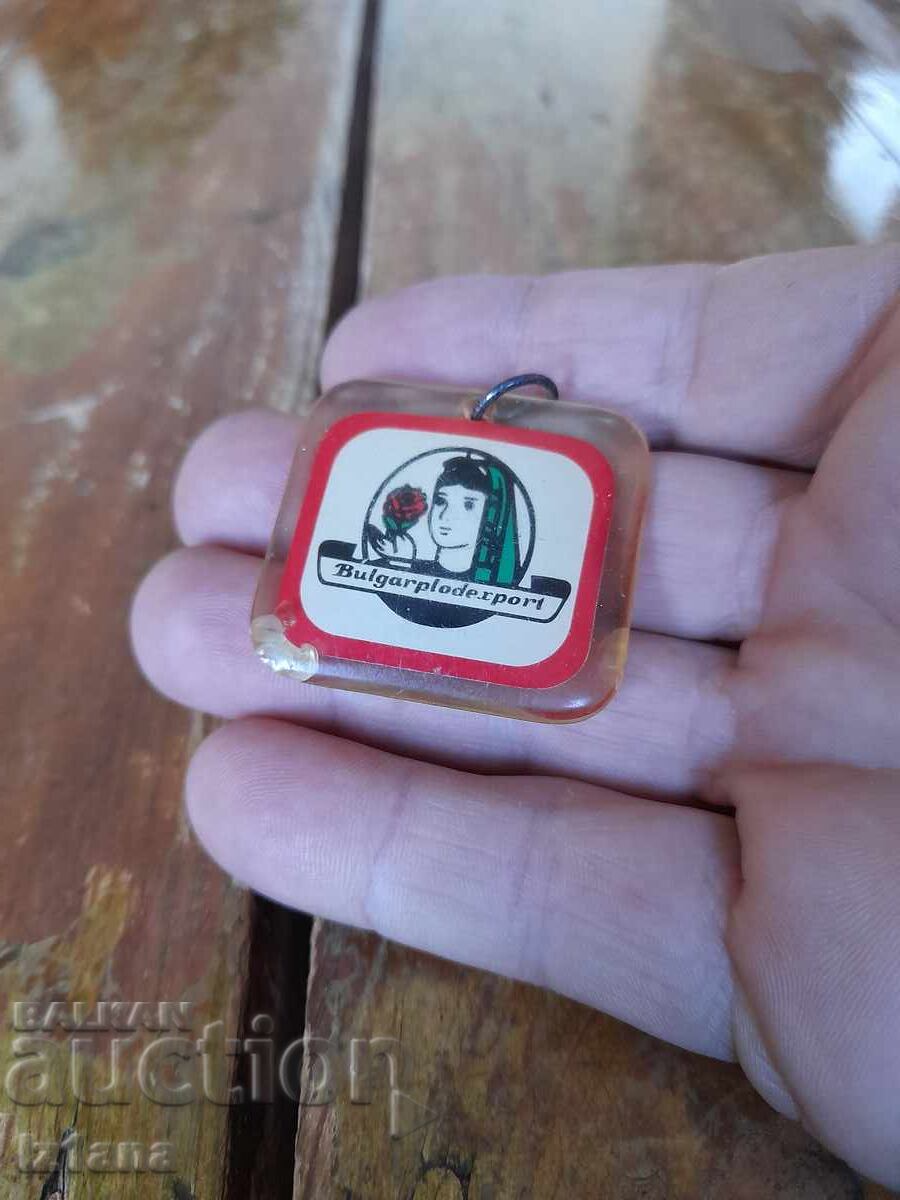 Bulgarplodexport
BALKAN
auction
iztana